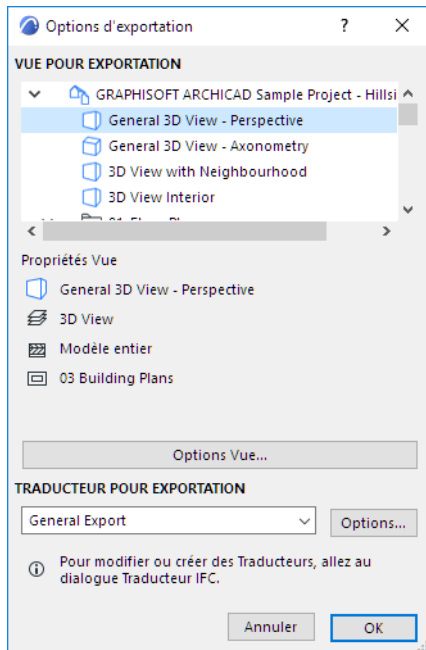 Options d'exportation
VUE POUR EXPORTATION
GRAPHISOFT ARCHICAD Sample Project - Hillsi
General 3D View - Perspective
General 3D View - Axonometry
3D View with Neighbourhood
3D View Interior
Propriétés Vue
General 3D View - Perspective
3D View
Modèle entier
03 Building Plans
Options Vue...
TRADUCTEUR POUR EXPORTATION
General Export
Options...
Pour modifier ou créer des Traducteurs, allez au
dialogue Traducteur IFC.
Annuler
OK